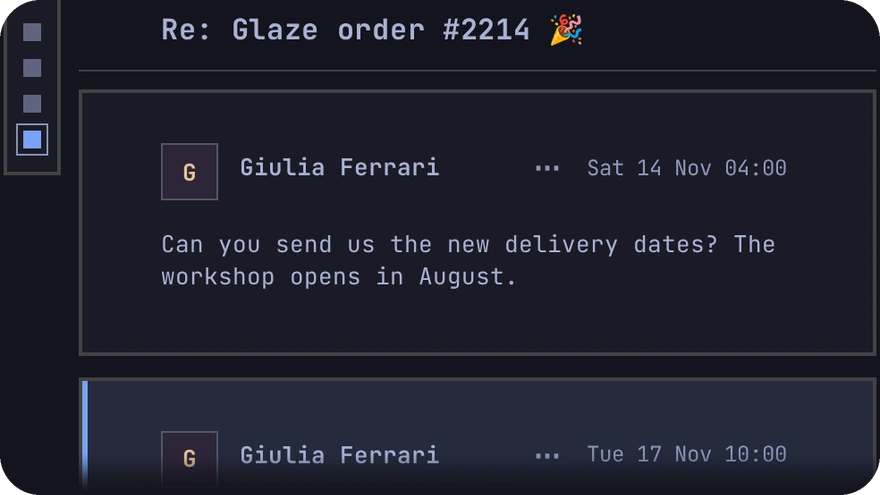 Re: Glaze order #2214 🎉
G Giulia Ferrari ... Sat 14 Nov 04:00
Can you send us the new delivery dates? The
workshop opens in August.
G Giulia Ferrari ... Tue 17 Nov 10:00